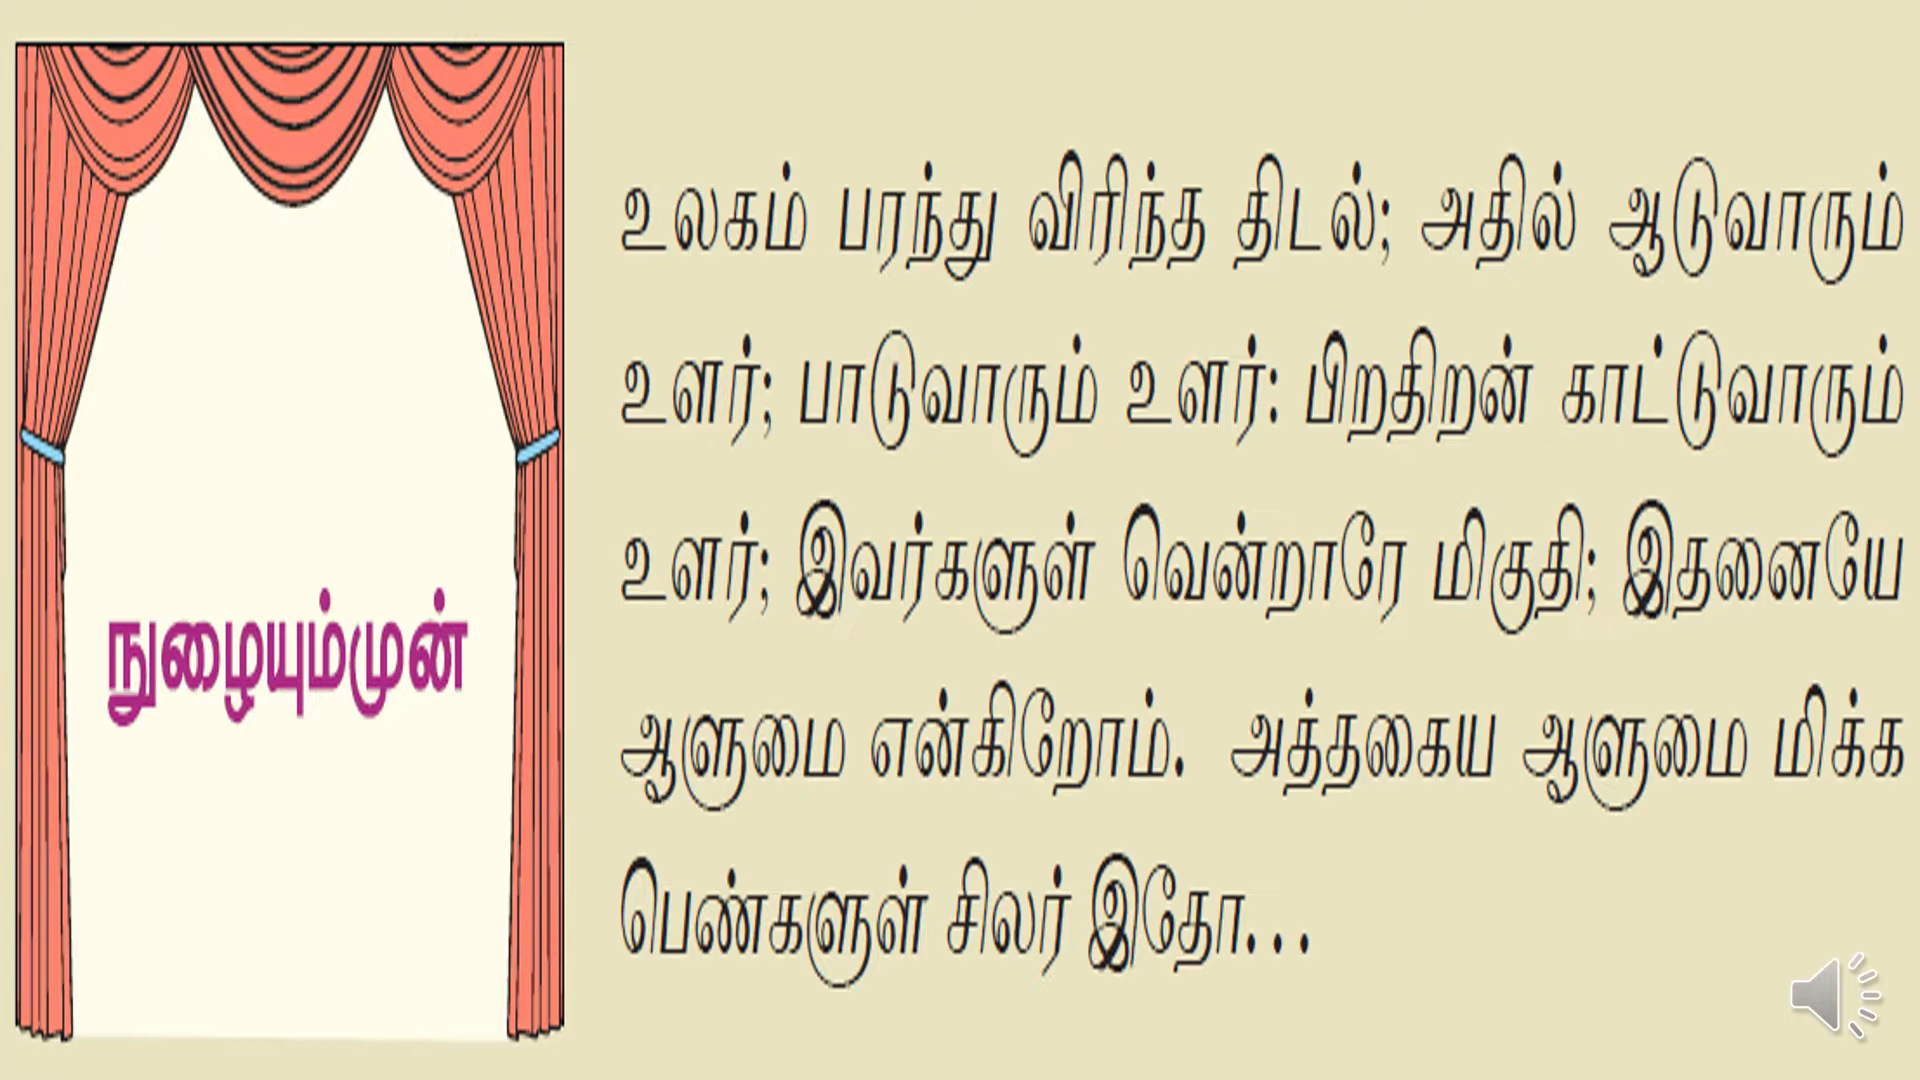 நுழையும்முன்
உலகம் பரந்து விரிந்த திடல்; அதில் ஆடுவாரும்
உளர்; பாடுவாரும் உளர்: பிறதிறன் காட்டுவாரும்
உளர்; இவர்களுள் வென்றாரே மிகுதி; இதனையே
ஆளுமை என்கிறோம். அத்தகைய ஆளுமை மிக்க
பெண்களுள் சிலர் இதோ...